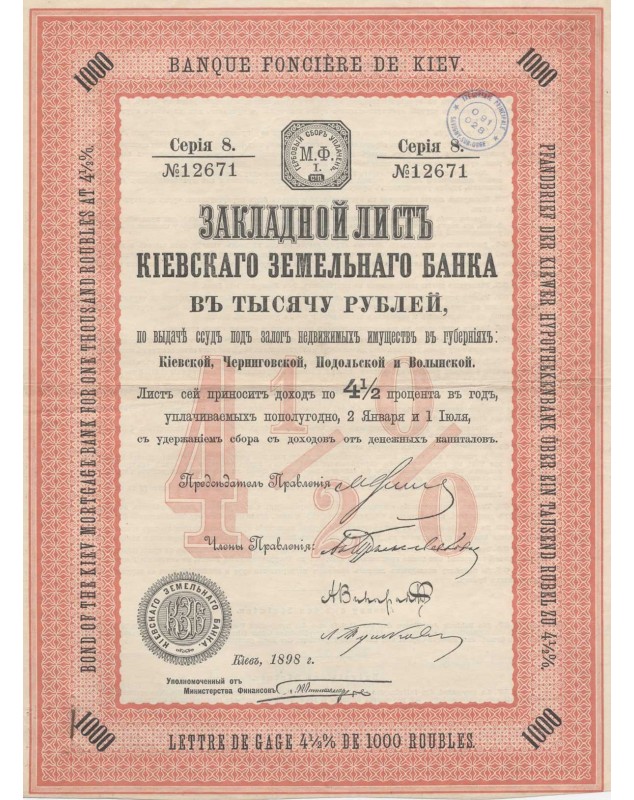 1000
BANQUE FONCIÈRE DE KIEV.
1000
BOND OF THE KIEV MORTGAGE BANK FOR ONE THOUSAND ROUBLES AT 4½%.
PFANDBRIEF DER KIEWER HYPOTHEKENBANK ÜBER EIN TAUSEND RUBEL ZU 4½%.
Серія 8.
№12671
ГЕРБОВЫЙ СБОРЪ УПЛАЧЕНЪ.
М.Ф.
I.
СПБ.
Серія 8.
№12671
ЗАКЛАДНОЙ ЛИСТЪ
КІЕВСКАГО ЗЕМЕЛЬНАГО БАНКА
ВЪ ТЫСЯЧУ РУБЛЕЙ,
по выдачѣ ссудъ подъ залогъ недвижимыхъ имуществъ въ губерніяхъ:
Кіевской, Черниговской, Подольской и Волынской.
Листъ сей приноситъ доходъ по 4½ процента въ годъ,
уплачиваемыхъ пополугодно, 2 Января и 1 Іюля,
съ удержаніемъ сбора съ доходовъ отъ денежныхъ капиталовъ.
4½%
Предсѣдатель Правленія
Члены Правленія:
КІЕВСКАГО ЗЕМЕЛЬНАГО БАНКА.
КЗБ
Кіевъ, 1898 г.
Уполномоченный отъ
Министерства Финансовъ
1000
LETTRE DE GAGE 4½% DE 1000 ROUBLES.
1000